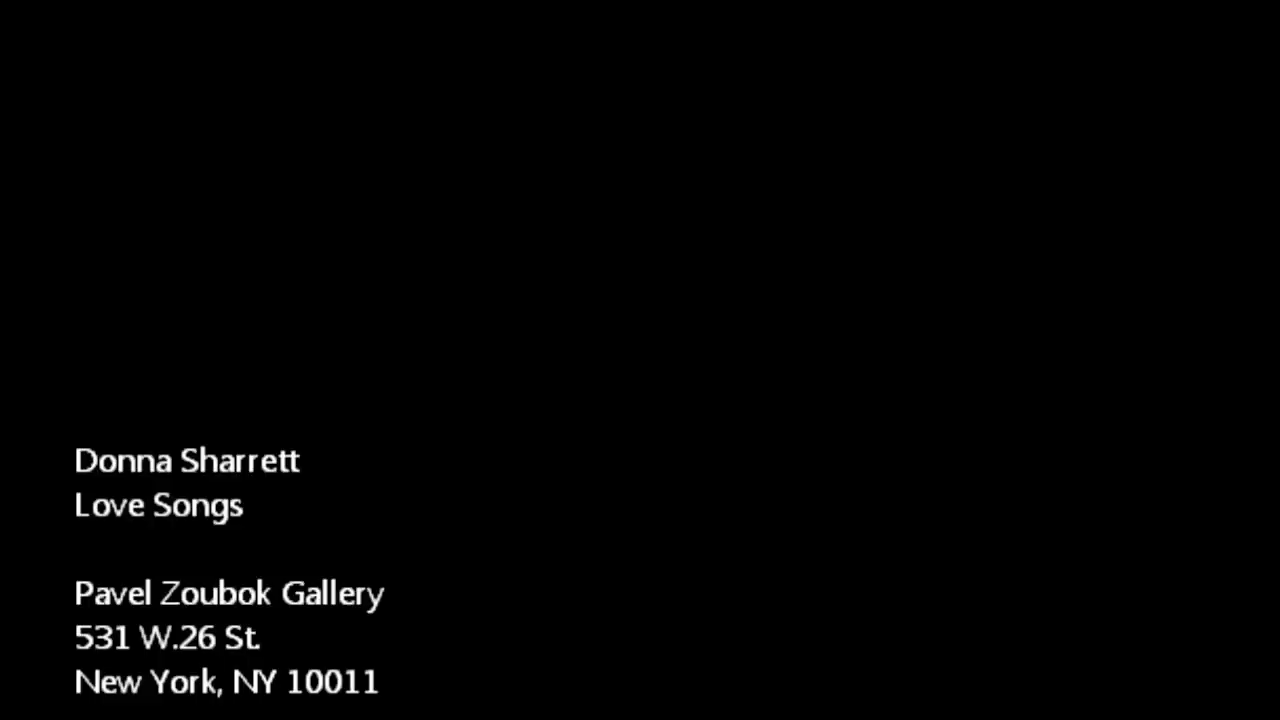 Donna Sharrett
Love Songs
Pavel Zoubok Gallery
531 W.26 St.
New York, NY 10011